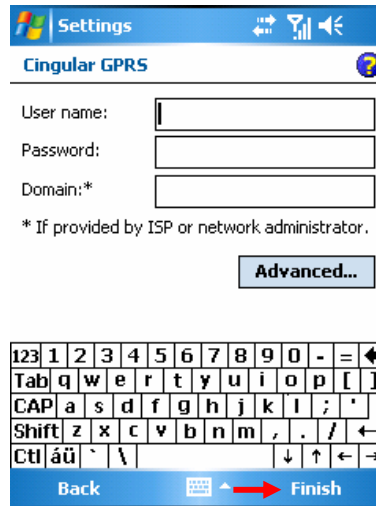 Settings
Cingular GPRS
User name:
Password:
Domain:*
* If provided by ISP or network administrator.
Advanced...
123 1 2 3 4 5 6 7 8 9 0 - =
Tab q w e r t y u i o p [ ]
CAP a s d f g h j k l ; '
Shift z x c v b n m , . / ←
Ctl áü ` \ ↓ ↑ ← →
Back Finish